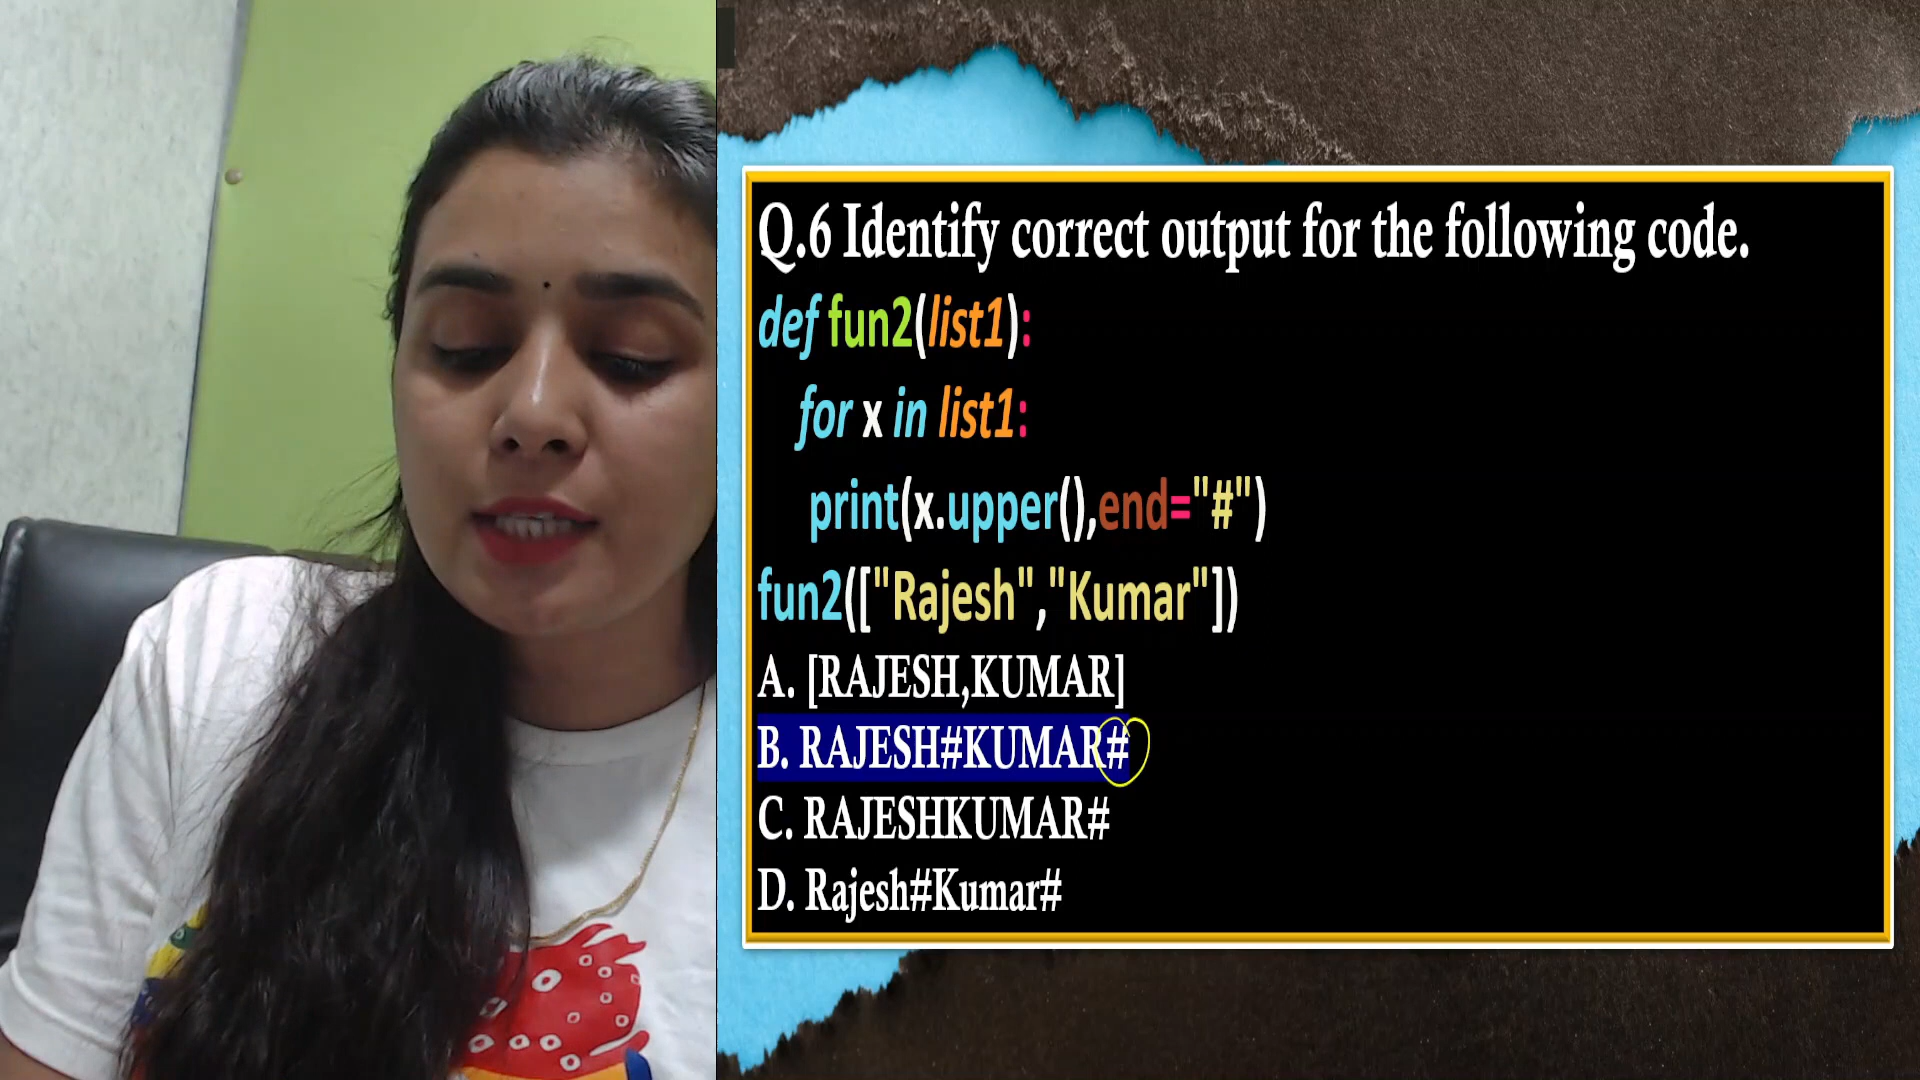 Q.6 Identify correct output for the following code.
def fun2(list1):
for x in list1:
print(x.upper(),end="#")
fun2(["Rajesh","Kumar"])
A. [RAJESH,KUMAR]
B. RAJESH#KUMAR#
C. RAJESHKUMAR#
D. Rajesh#Kumar#